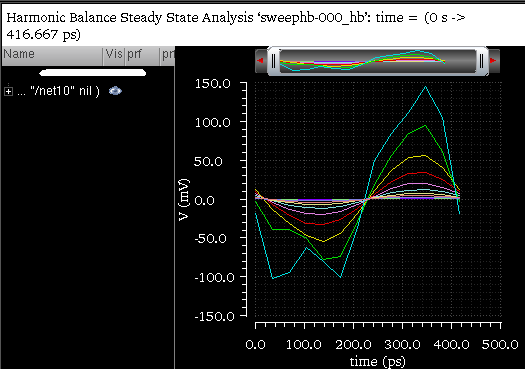 Harmonic Balance Steady State Analysis ‘sweephb-000_hb’: time = (0 s ->
416.667 ps)
Name Vis prf prf
... "/net10" nil )
150.0
100.0
50.0
0.0
-50.0
-100.0
-150.0
V (mV)
0.0 100.0 200.0 300.0 400.0 500.0
time (ps)